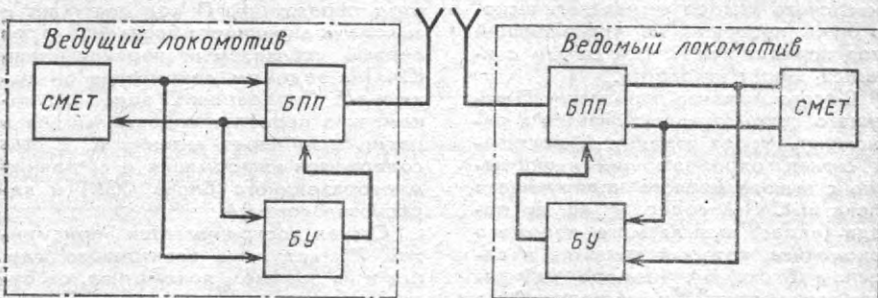 Ведущий локомотив
Ведомый локомотив
СМЕТ
БПП
БПП
СМЕТ
БУ
БУ